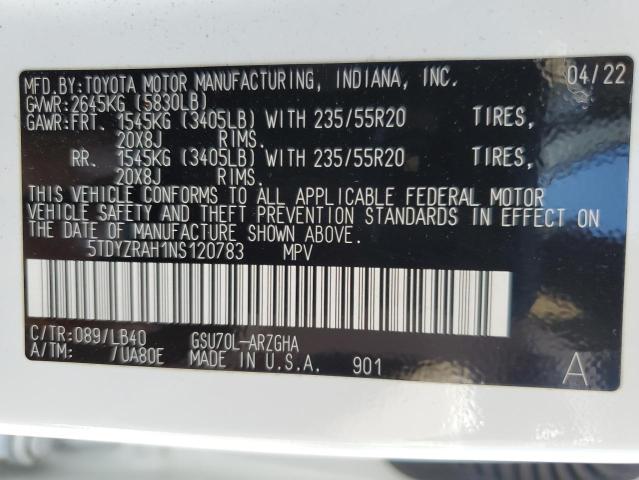 MFD.BY:TOYOTA MOTOR MANUFACTURING, INDIANA, INC. 04/22
GVWR:2645KG (5830LB)
GAWR:FRT. 1545KG (3405LB) WITH 235/55R20 TIRES,
20X8J RIMS.
RR. 1545KG (3405LB) WITH 235/55R20 TIRES,
20X8J RIMS.
THIS VEHICLE CONFORMS TO ALL APPLICABLE FEDERAL MOTOR
VEHICLE SAFETY AND THEFT PREVENTION STANDARDS IN EFFECT ON
THE DATE OF MANUFACTURE SHOWN ABOVE.
5TDYZRAH1NS120783 MPV
C/TR:089/LB40 GSU70L-ARZGHA
A/TM: /UA80E MADE IN U.S.A. 901 A